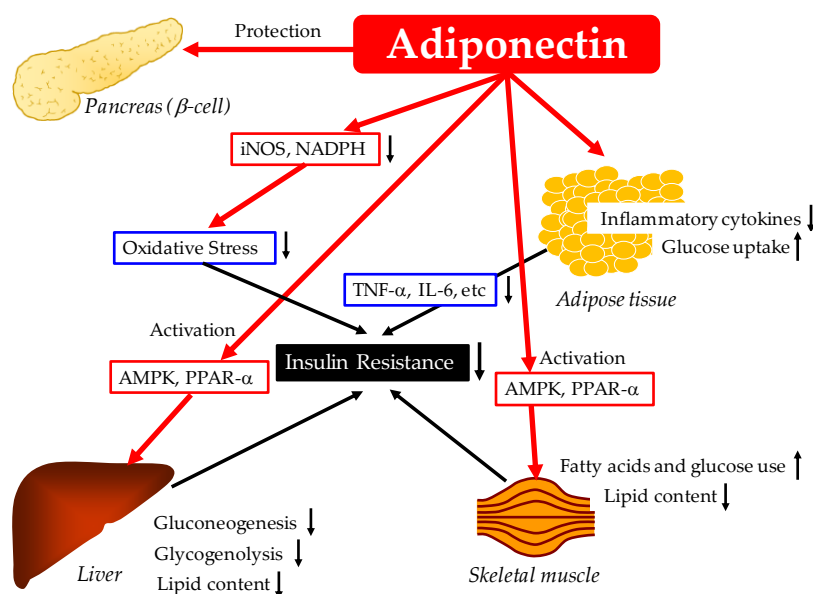 Protection
Adiponectin
Pancreas (β-cell)
iNOS, NADPH ↓
Inflammatory cytokines ↓
Oxidative Stress ↓
Glucose uptake ↑
TNF-α, IL-6, etc ↓
Adipose tissue
Activation
Insulin Resistance ↓
Activation
AMPK, PPAR-α
AMPK, PPAR-α
Fatty acids and glucose use ↑
Lipid content ↓
Gluconeogenesis ↓
Glycogenolysis ↓
Liver
Skeletal muscle
Lipid content ↓